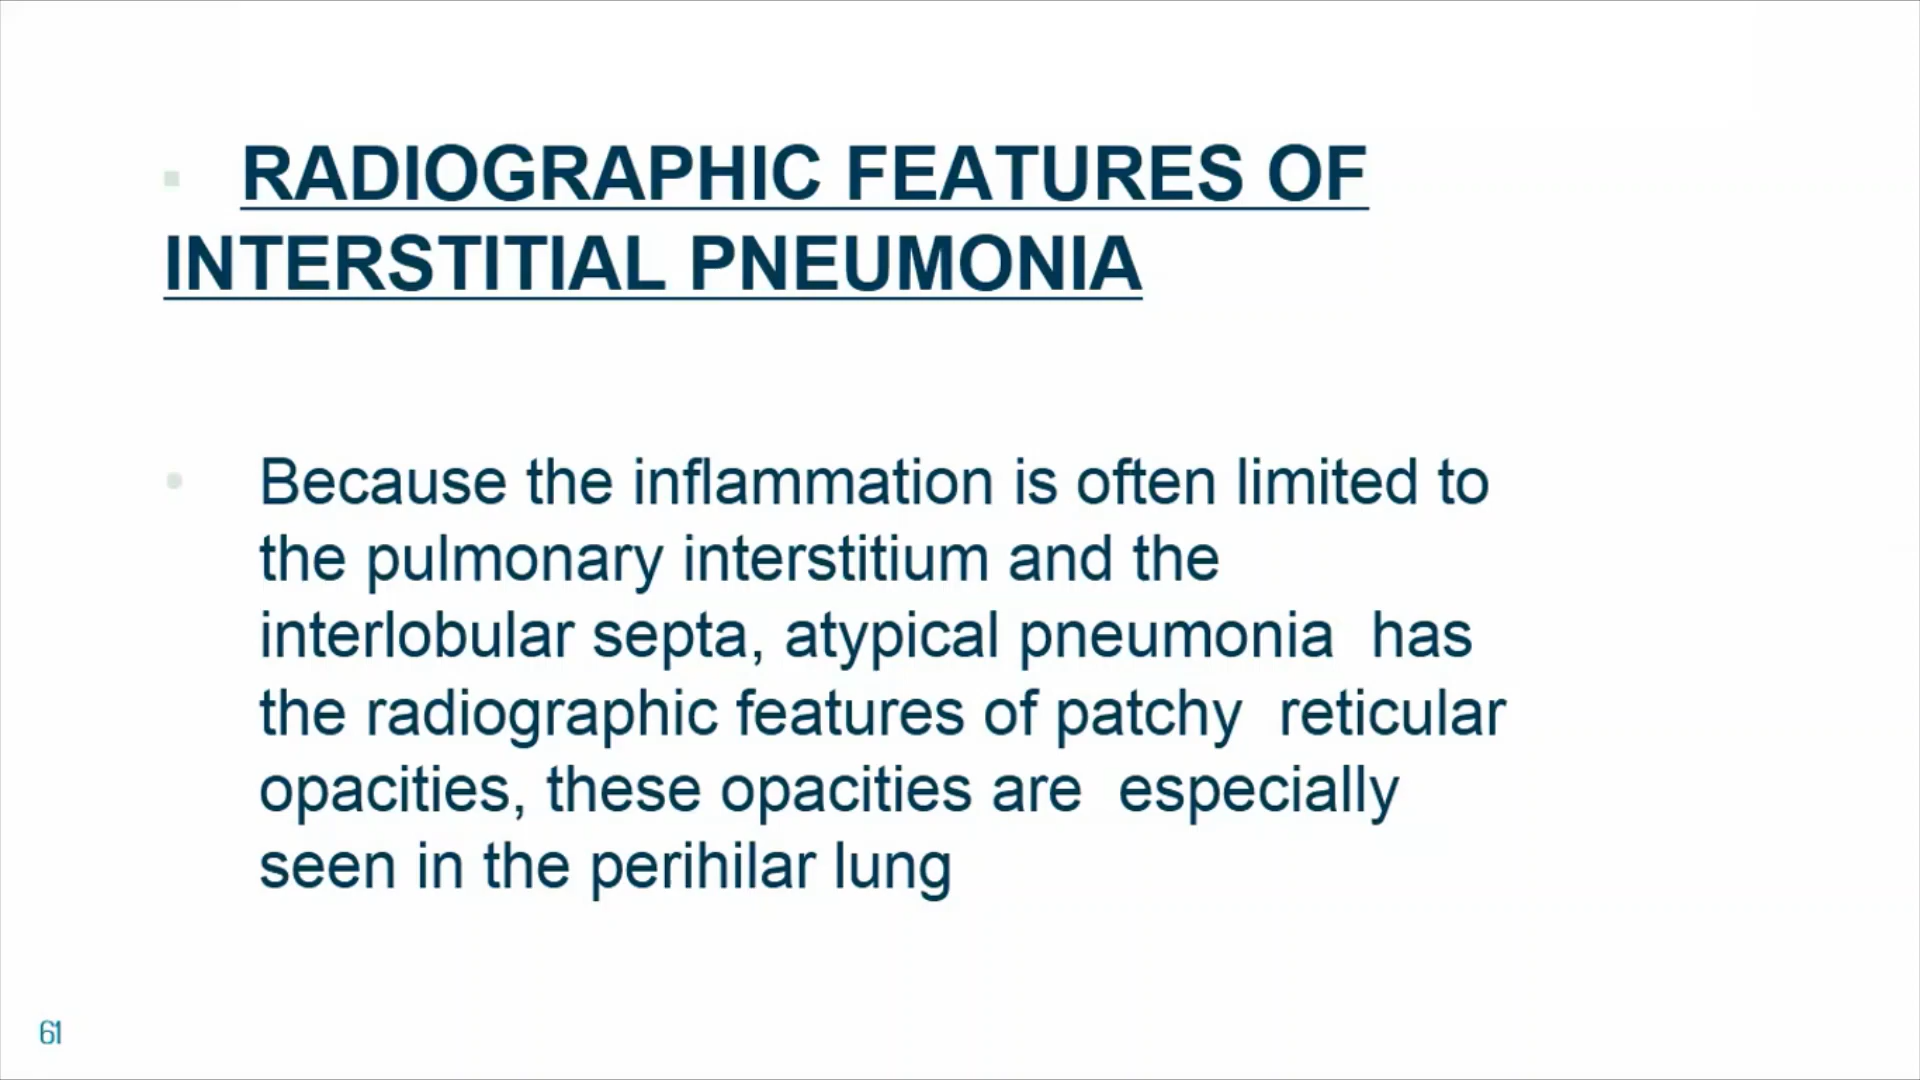 RADIOGRAPHIC FEATURES OF
INTERSTITIAL PNEUMONIA
Because the inflammation is often limited to
the pulmonary interstitium and the
interlobular septa, atypical pneumonia  has
the radiographic features of patchy  reticular
opacities, these opacities are  especially
seen in the perihilar lung
61